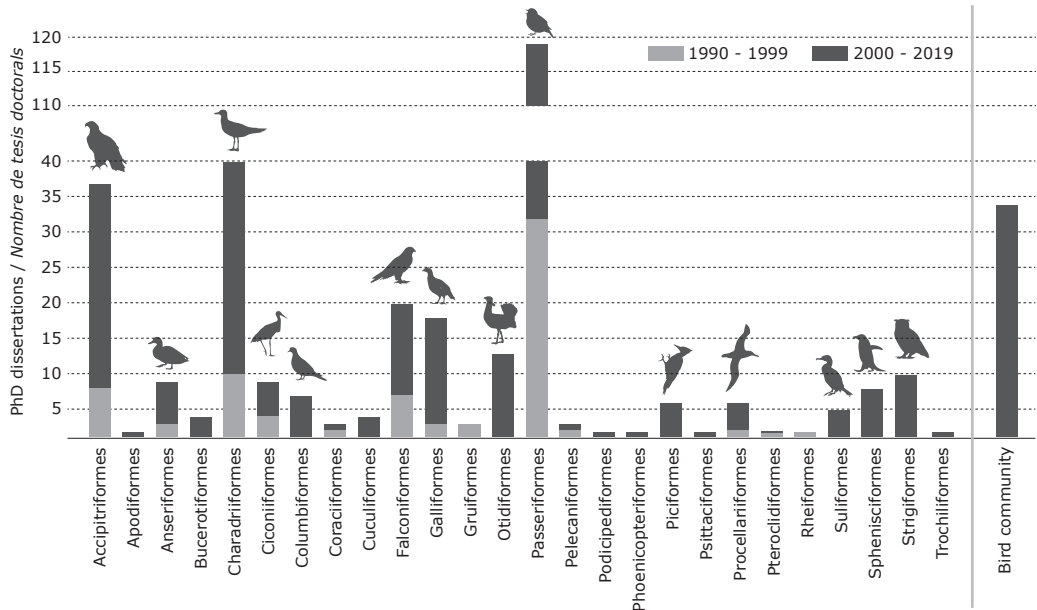 120
115
110
40
35
30
25
20
15
10
5
PhD dissertations / Nombre de tesis doctorals
1990 - 1999
2000 - 2019
Accipitriformes
Apodiformes
Anseriformes
Bucerotiformes
Charadriiformes
Ciconiiformes
Columbiformes
Coraciiformes
Cuculiformes
Falconiformes
Galliformes
Gruiformes
Otidiformes
Passeriformes
Pelecaniformes
Podicipediformes
Phoenicopteriformes
Piciformes
Psittaciformes
Procellariiformes
Pteroclidiformes
Rheiformes
Suliformes
Sphenisciformes
Strigiformes
Trochiliformes
Bird community